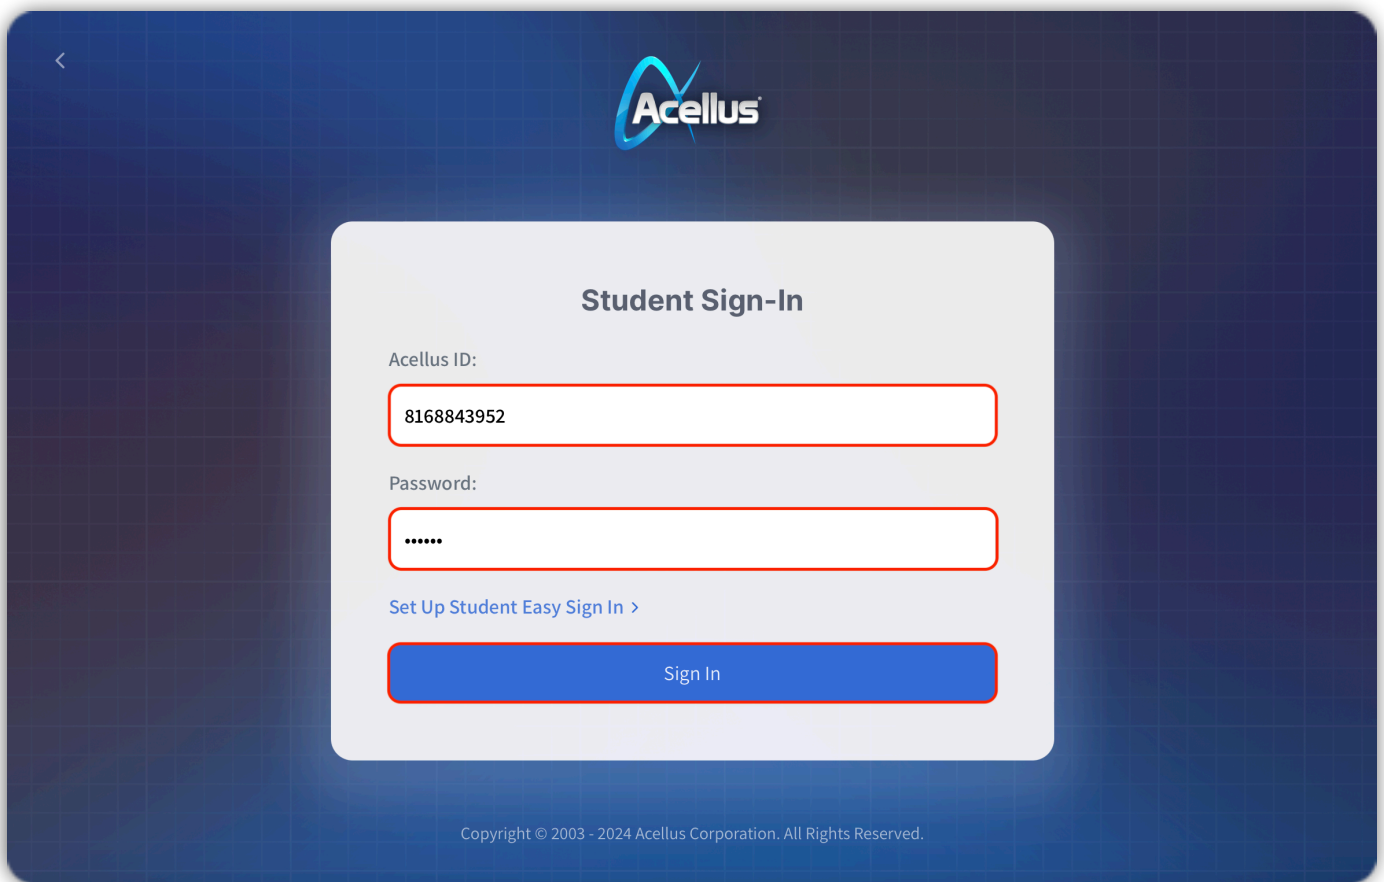 Acellus
Student Sign-In
Acellus ID:
8168843952
Password:
••••••
Set Up Student Easy Sign In >
Sign In
Copyright © 2003 - 2024 Acellus Corporation. All Rights Reserved.